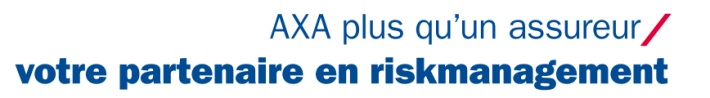 AXA plus qu’un assureur/
votre partenaire en riskmanagement